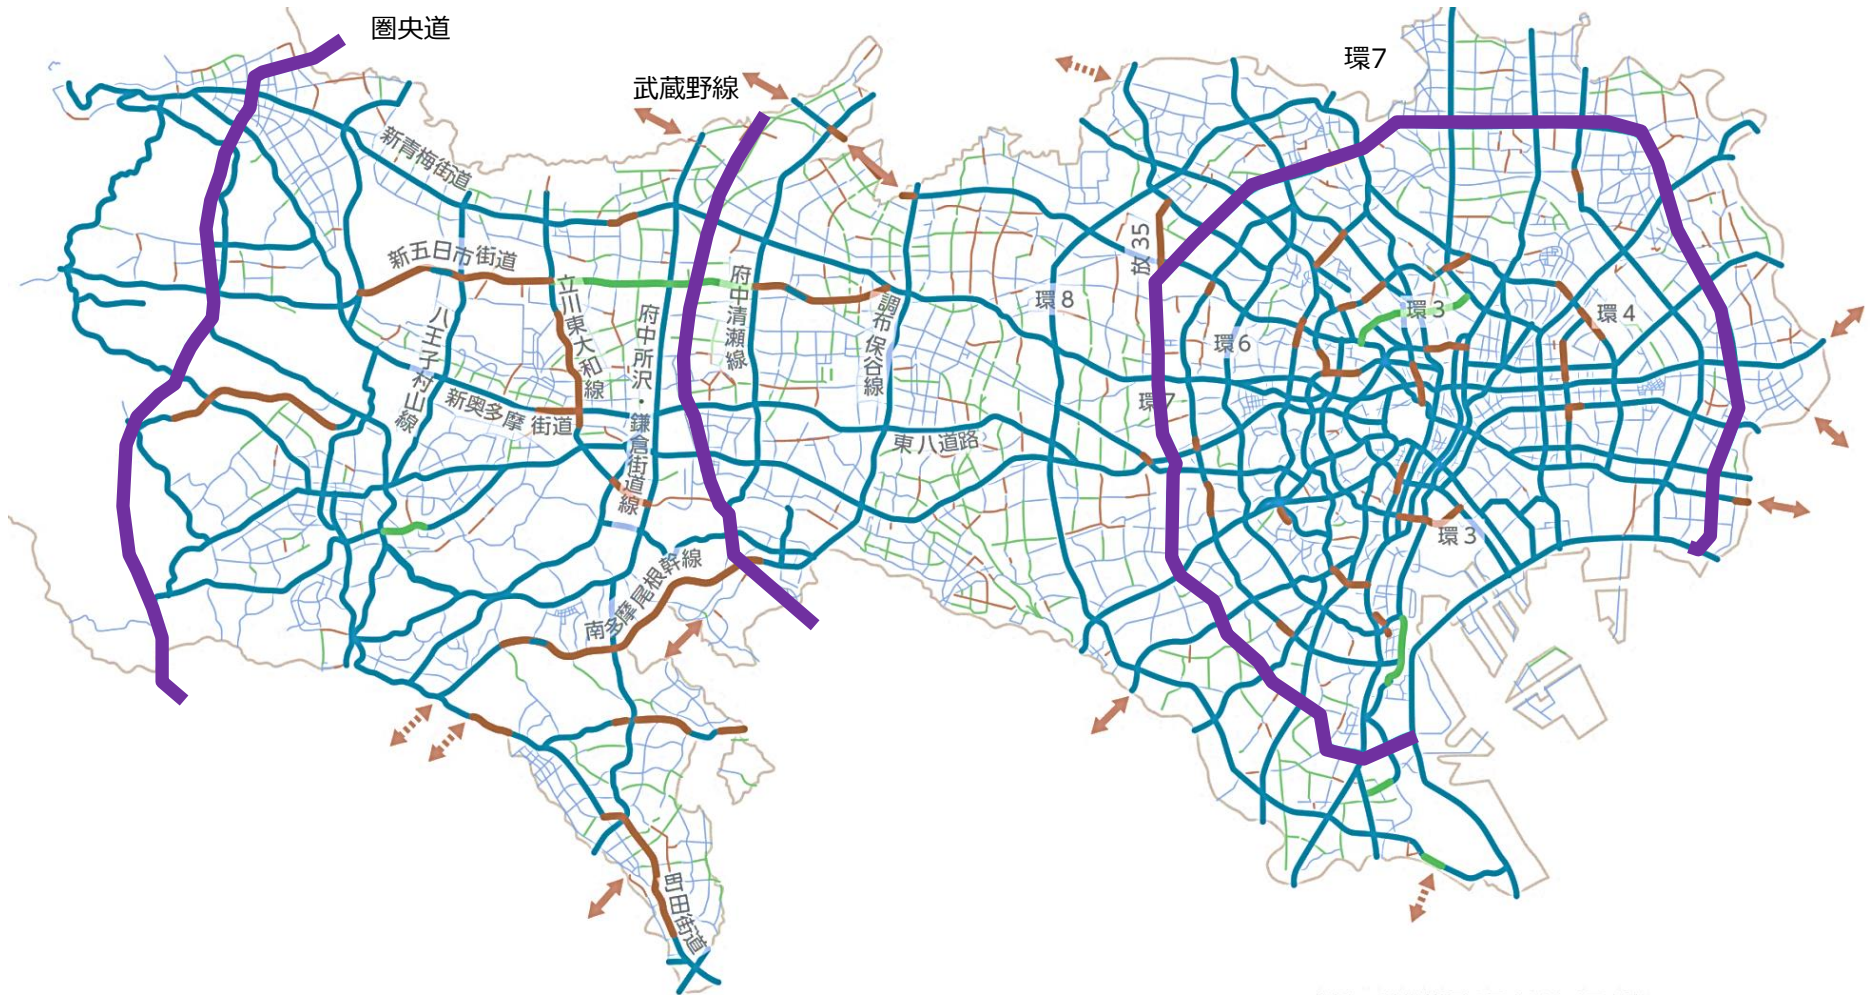 圏央道
武蔵野線
環7
新青梅街道
新五日市街道
立川東大和線
府中清瀬線
府中所沢・鎌倉街道線
調布保谷線
八王子村山線
新奥多摩街道
東八道路
南多摩尾根幹線
町田街道
放35
環8
環7
環6
環3
環4
環3